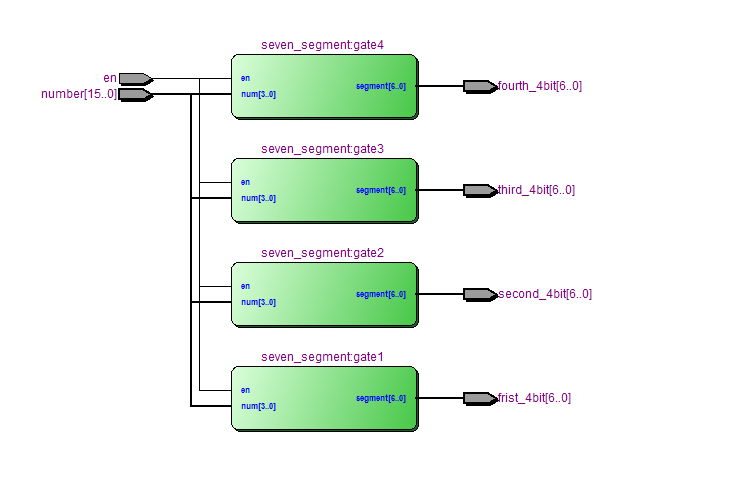 seven_segment:gate4
en
number[15..0]
en
num[3..0]
segment[6..0]
fourth_4bit[6..0]
seven_segment:gate3
en
num[3..0]
segment[6..0]
third_4bit[6..0]
seven_segment:gate2
en
num[3..0]
segment[6..0]
second_4bit[6..0]
seven_segment:gate1
en
num[3..0]
segment[6..0]
frist_4bit[6..0]